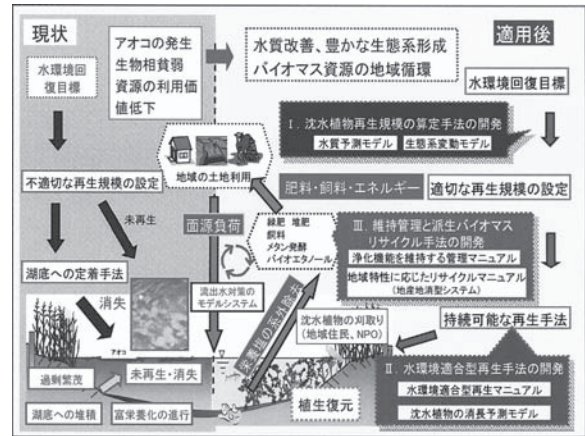 現状
水環境回
復目標
アオコの発生
生物相貧弱
資源の利用価
値低下
水質改善、豊かな生態系形成
バイオマス資源の地域循環
適用後
水環境回復目標
Ⅰ. 沈水植物再生規模の算定手法の開発
水質予測モデル
生態系変動モデル
地域の土地利用
不適切な再生規模の設定
未再生
面源負荷
肥料・飼料・エネルギー
適切な再生規模の設定
緑肥 堆肥
飼料
メタン発酵
バイオエタノール
Ⅲ. 維持管理と派生バイオマス
リサイクル手法の開発
浄化機能を維持する管理マニュアル
地域特性に応じたリサイクルマニュアル
(地産地消型システム)
湖底への定着手法
消失
流出水対策の
モデルシステム
栄養塩の系外除去
沈水植物の刈取り
(地域住民、NPO)
持続可能な再生手法
アオコ
過剰繁茂
未再生・消失
湖底への堆積
富栄養化の進行
植生復元
Ⅱ. 水環境適合型再生手法の開発
水環境適合型再生マニュアル
沈水植物の消長予測モデル